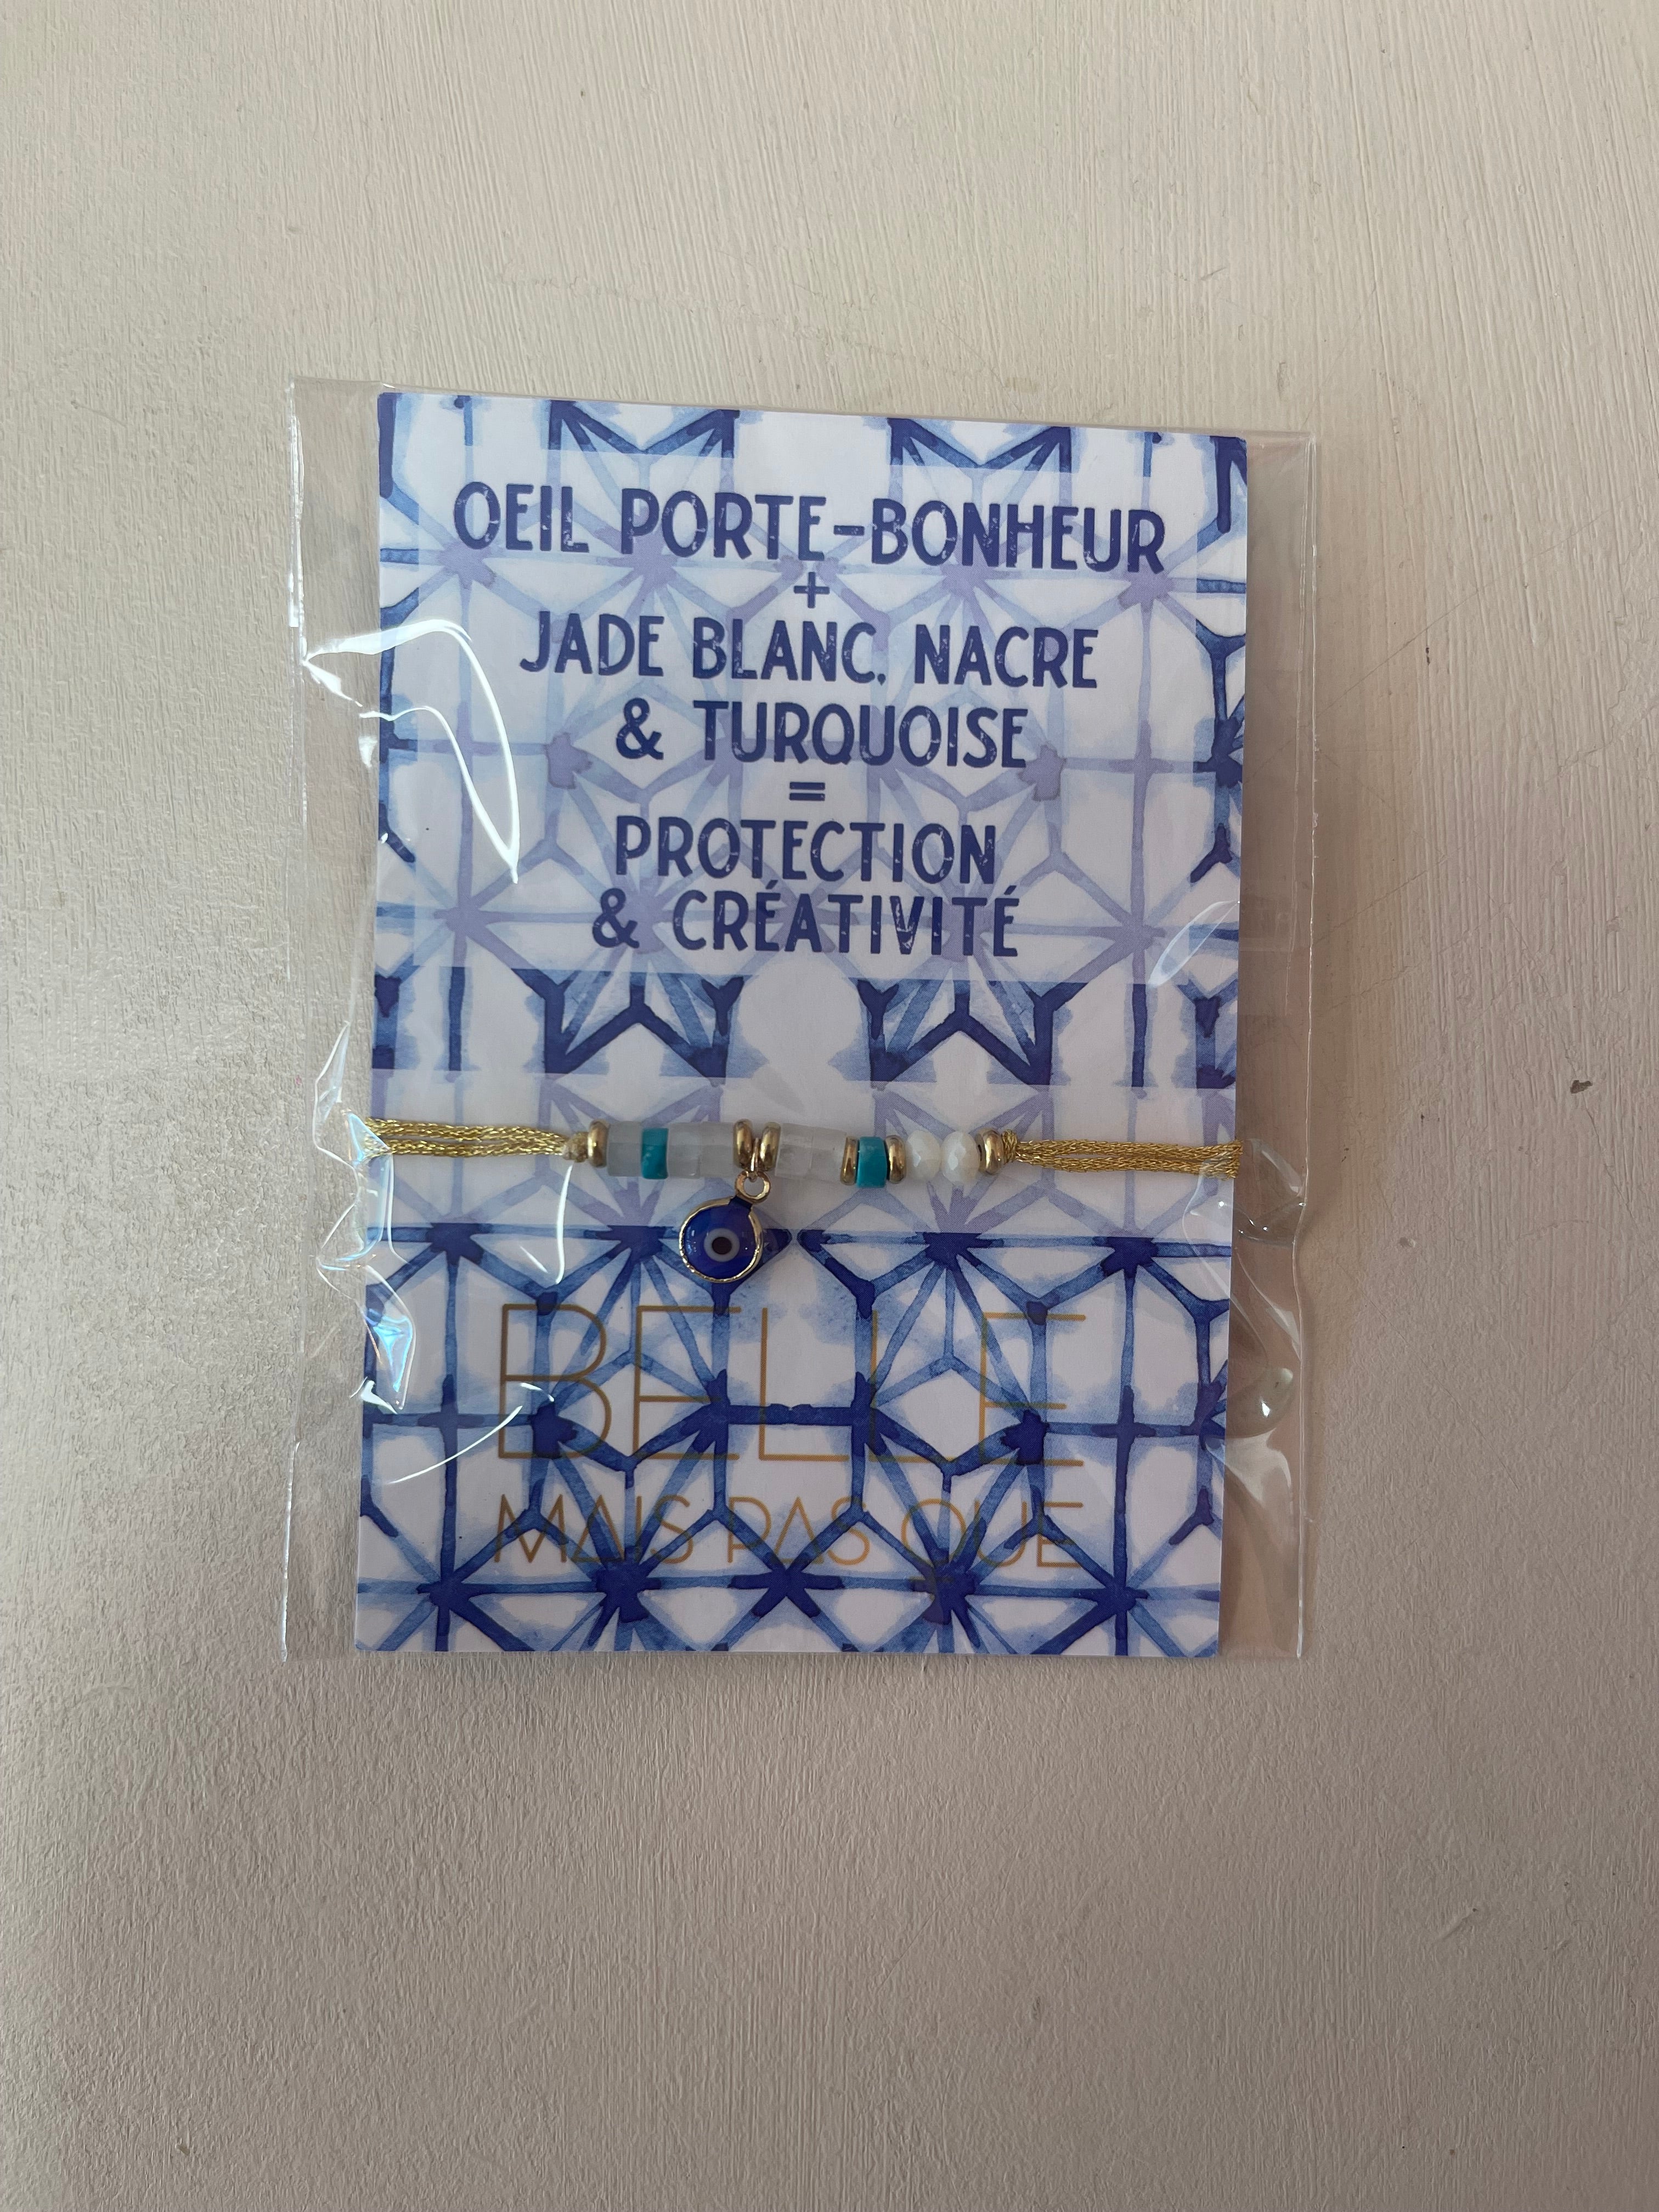 OEIL PORTE-BONHEUR
+
JADE BLANC, NACRE
& TURQUOISE
=
PROTECTION
& CRÉATIVITÉ
BELLE
MAIS PAS QUE